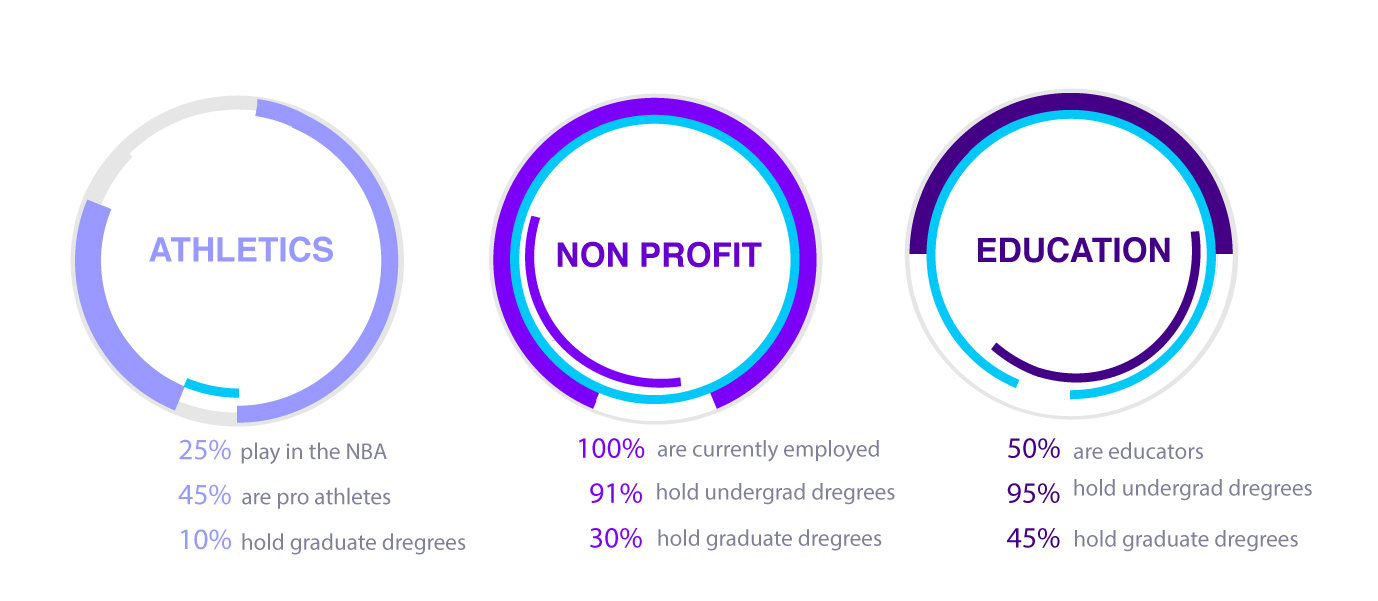 ATHLETICS
25% play in the NBA
45% are pro athletes
10% hold graduate dregrees
NON PROFIT
100% are currently employed
91% hold undergrad dregrees
30% hold graduate dregrees
EDUCATION
50% are educators
95% hold undergrad dregrees
45% hold graduate dregrees